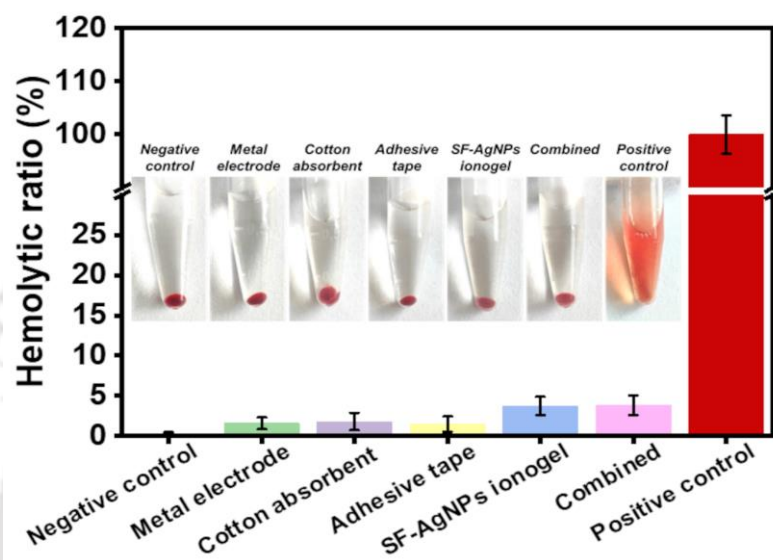 120
110
100
25
20
15
10
5
0
Hemolytic ratio (%)
Negative control
Metal electrode
Cotton absorbent
Adhesive tape
SF-AgNPs ionogel
Combined
Positive control
Negative control
Metal electrode
Cotton absorbent
Adhesive tape
SF-AgNPs ionogel
Combined
Positive control